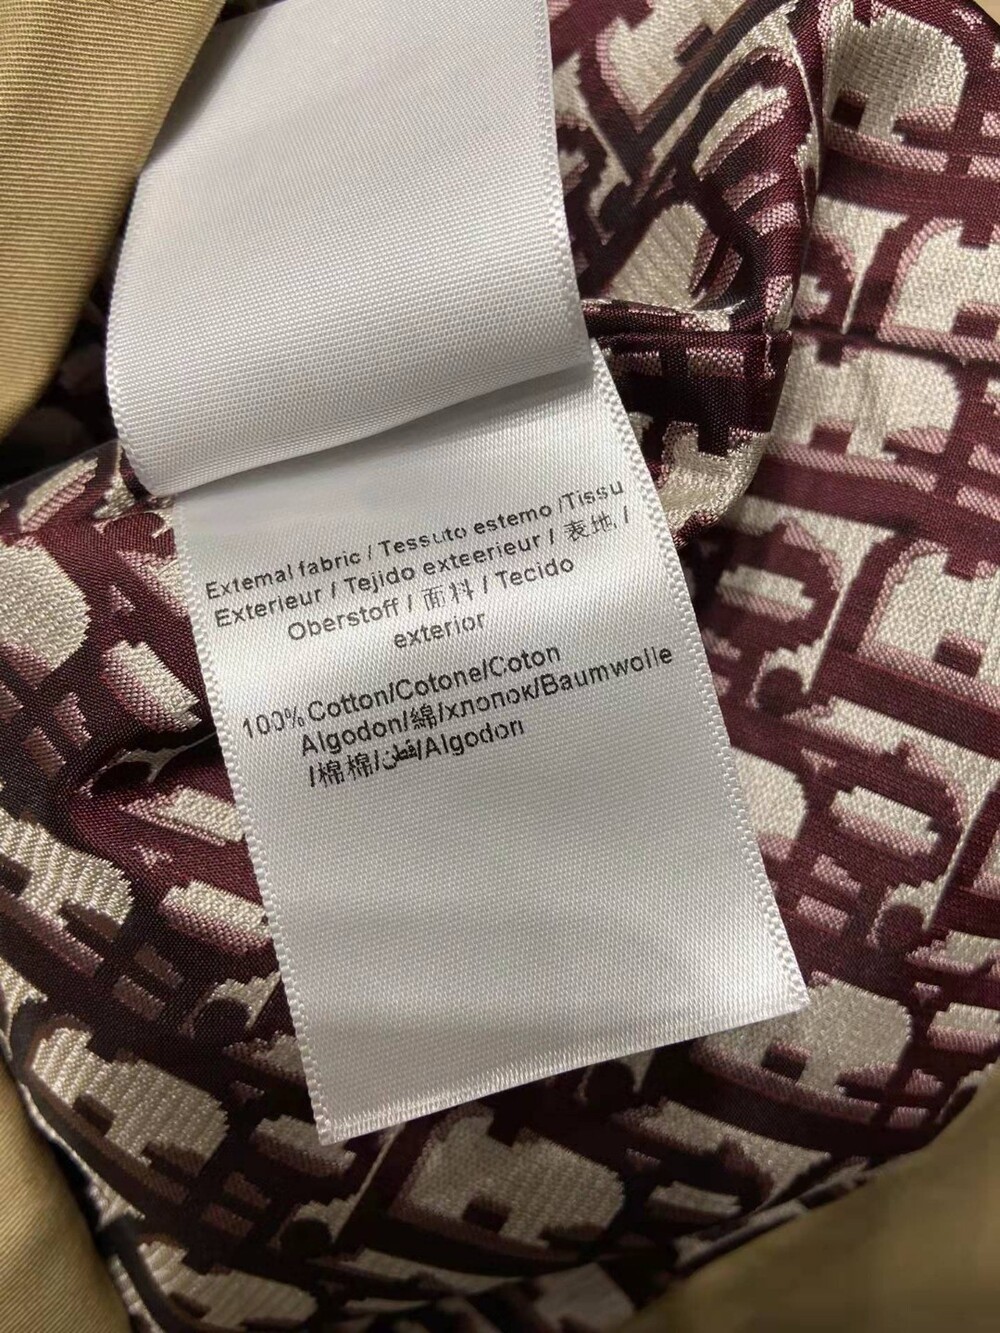 Extemal fabric / Tessuto estemo /Tissu
Exterieur / Tejido exteerieur / 表地 /
Oberstoff / 面料 / Tecido
exterior
100% Cotton/Cotone/Coton
Algodon/綿/хлопок/Baumwolle
/棉棉/قطن/Algodon